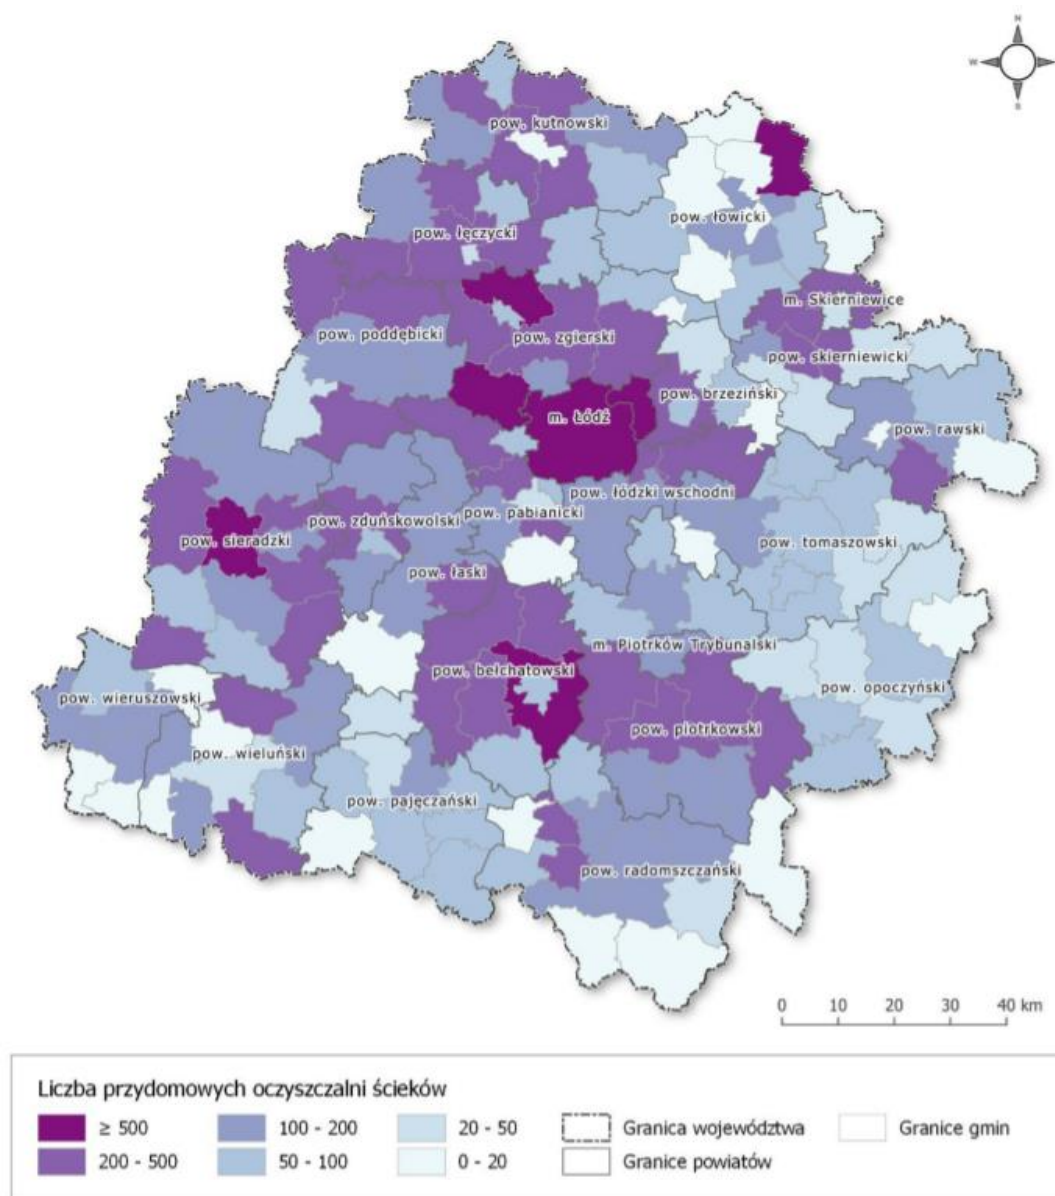 N
W
S
pow. kutnowski
pow. łowicki
pow. łęczycki
m. Skierniewice
pow. poddębicki
pow. zgierski
pow. skierniewicki
pow. brzeziński
m. Łódź
pow. rawski
pow. łódzki wschodni
pow. pabianicki
pow. zduńskowolski
pow. sieradzki
pow. tomaszowski
pow. łaski
m. Piotrków Trybunalski
pow. bełchatowski
pow. opoczyński
pow. wieruszowski
pow. piotrkowski
pow. wieluński
pow. pajęczański
pow. radomszczański
0 10 20 30 40 km
Liczba przydomowych oczyszczalni ścieków
≥ 500 100 - 200 20 - 50 Granica województwa Granice gmin
200 - 500 50 - 100 0 - 20 Granice powiatów